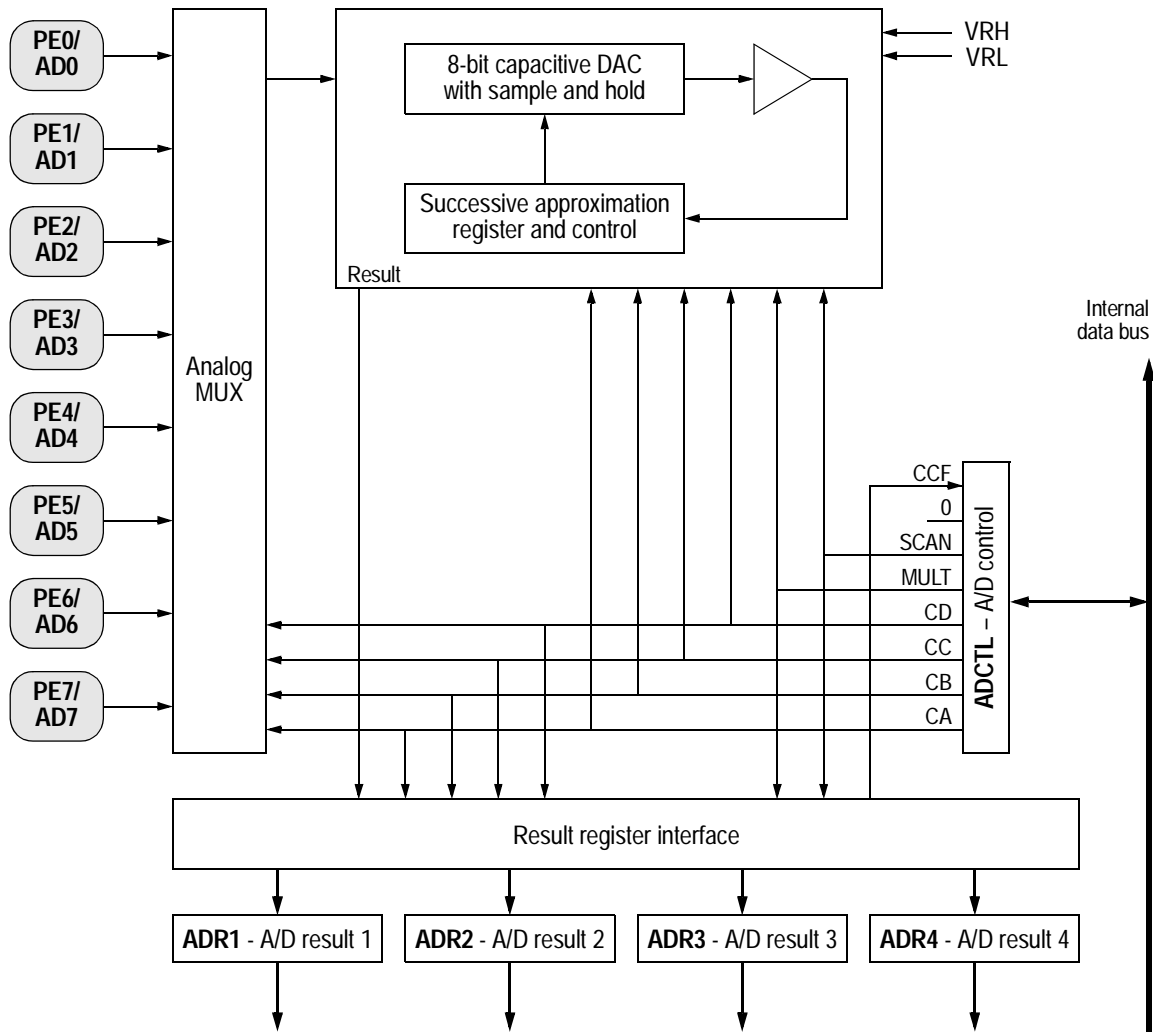 PE0/
AD0
PE1/
AD1
PE2/
AD2
PE3/
AD3
PE4/
AD4
PE5/
AD5
PE6/
AD6
PE7/
AD7
Analog
MUX
8-bit capacitive DAC
with sample and hold
Successive approximation
register and control
Result
VRH
VRL
Internal
data bus
CCF
0
SCAN
MULT
CD
CC
CB
CA
ADCTL – A/D control
Result register interface
ADR1 - A/D result 1
ADR2 - A/D result 2
ADR3 - A/D result 3
ADR4 - A/D result 4